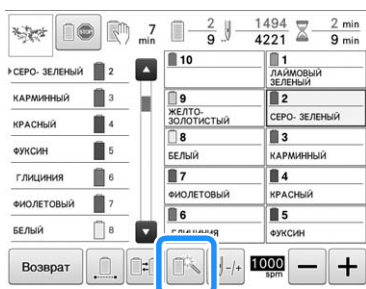 7
min
2
9
1494
4221
2 min
9 min
СЕРО- ЗЕЛЕНЫЙ 2
КАРМИННЫЙ 3
КРАСНЫЙ 4
ФУКСИН 5
ГЛИЦИНИЯ 6
ФИОЛЕТОВЫЙ 7
БЕЛЫЙ 8
10
1
ЛАЙМОВЫЙ
ЗЕЛЕНЫЙ
9
ЖЕЛТО-
ЗОЛОТИСТЫЙ
2
СЕРО- ЗЕЛЕНЫЙ
8
БЕЛЫЙ
3
КАРМИННЫЙ
7
ФИОЛЕТОВЫЙ
4
КРАСНЫЙ
6
ГЛИЦИНИЯ
5
ФУКСИН
Возврат
-/+
1000
spm